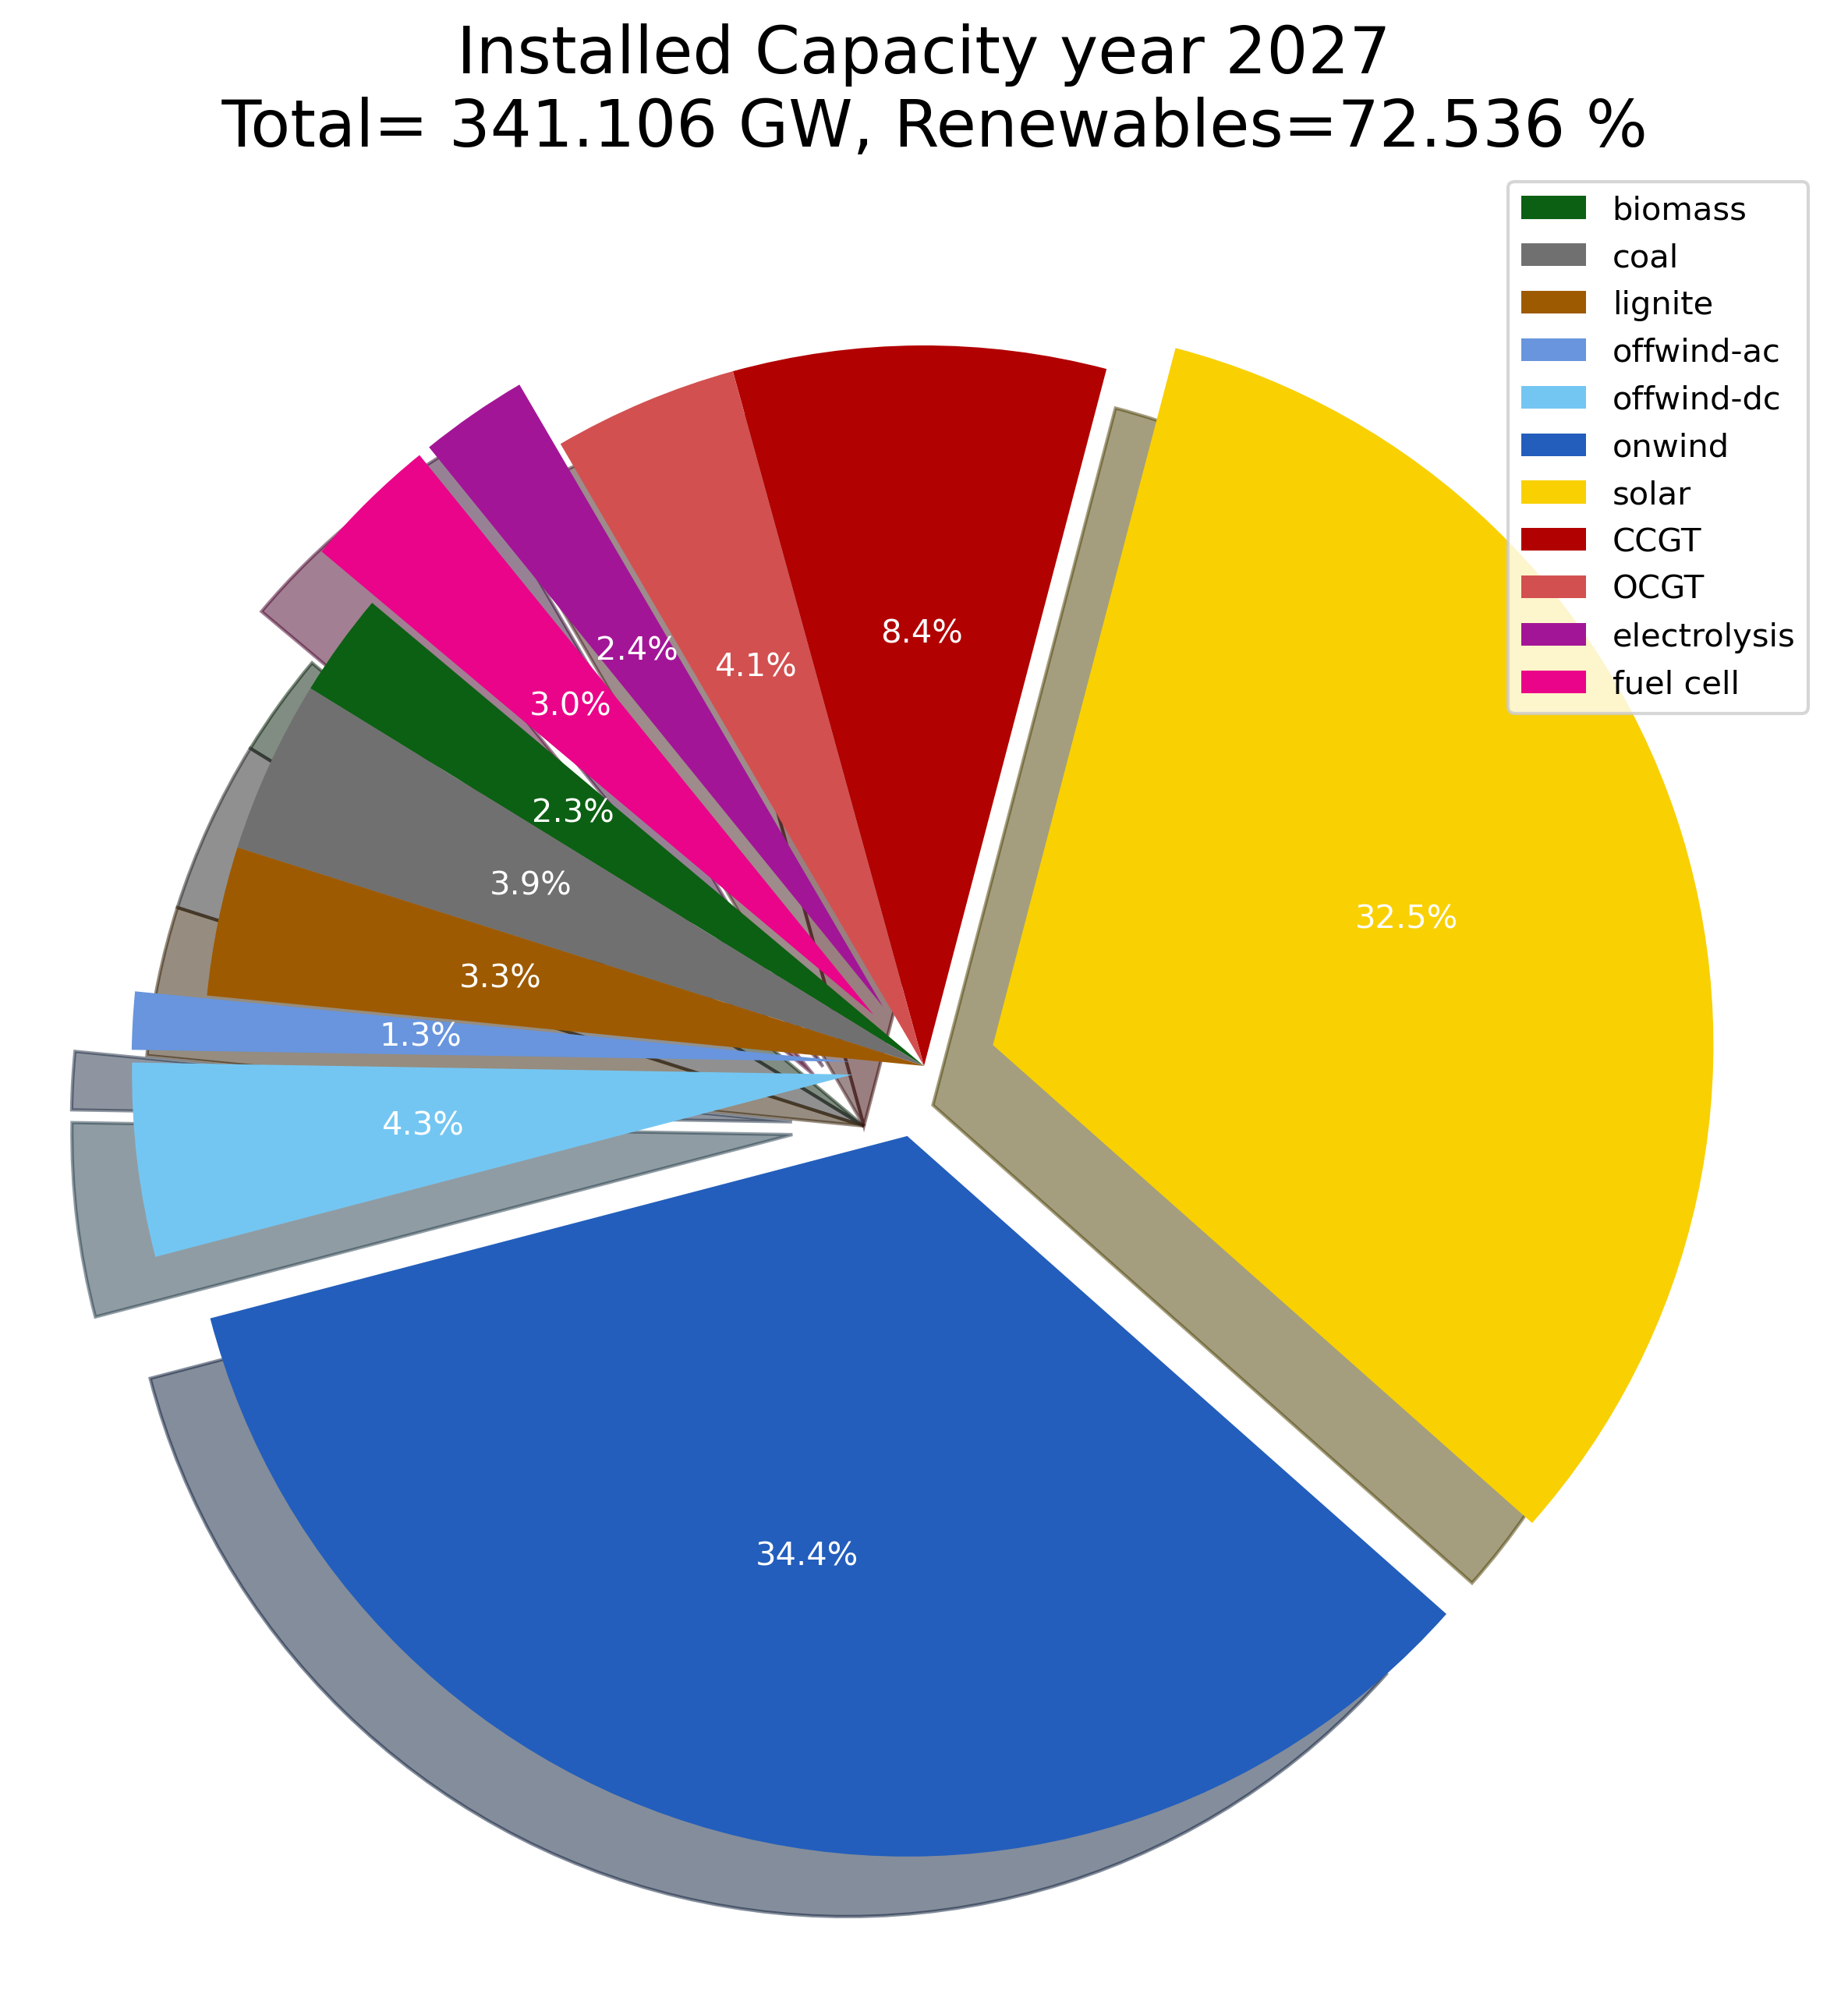 Installed Capacity year 2027
Total= 341.106 GW, Renewables=72.536 %
biomass
coal
lignite
offwind-ac
offwind-dc
onwind
solar
CCGT
OCGT
electrolysis
fuel cell
8.4%
4.1%
2.4%
3.0%
2.3%
3.9%
3.3%
1.3%
4.3%
34.4%
32.5%